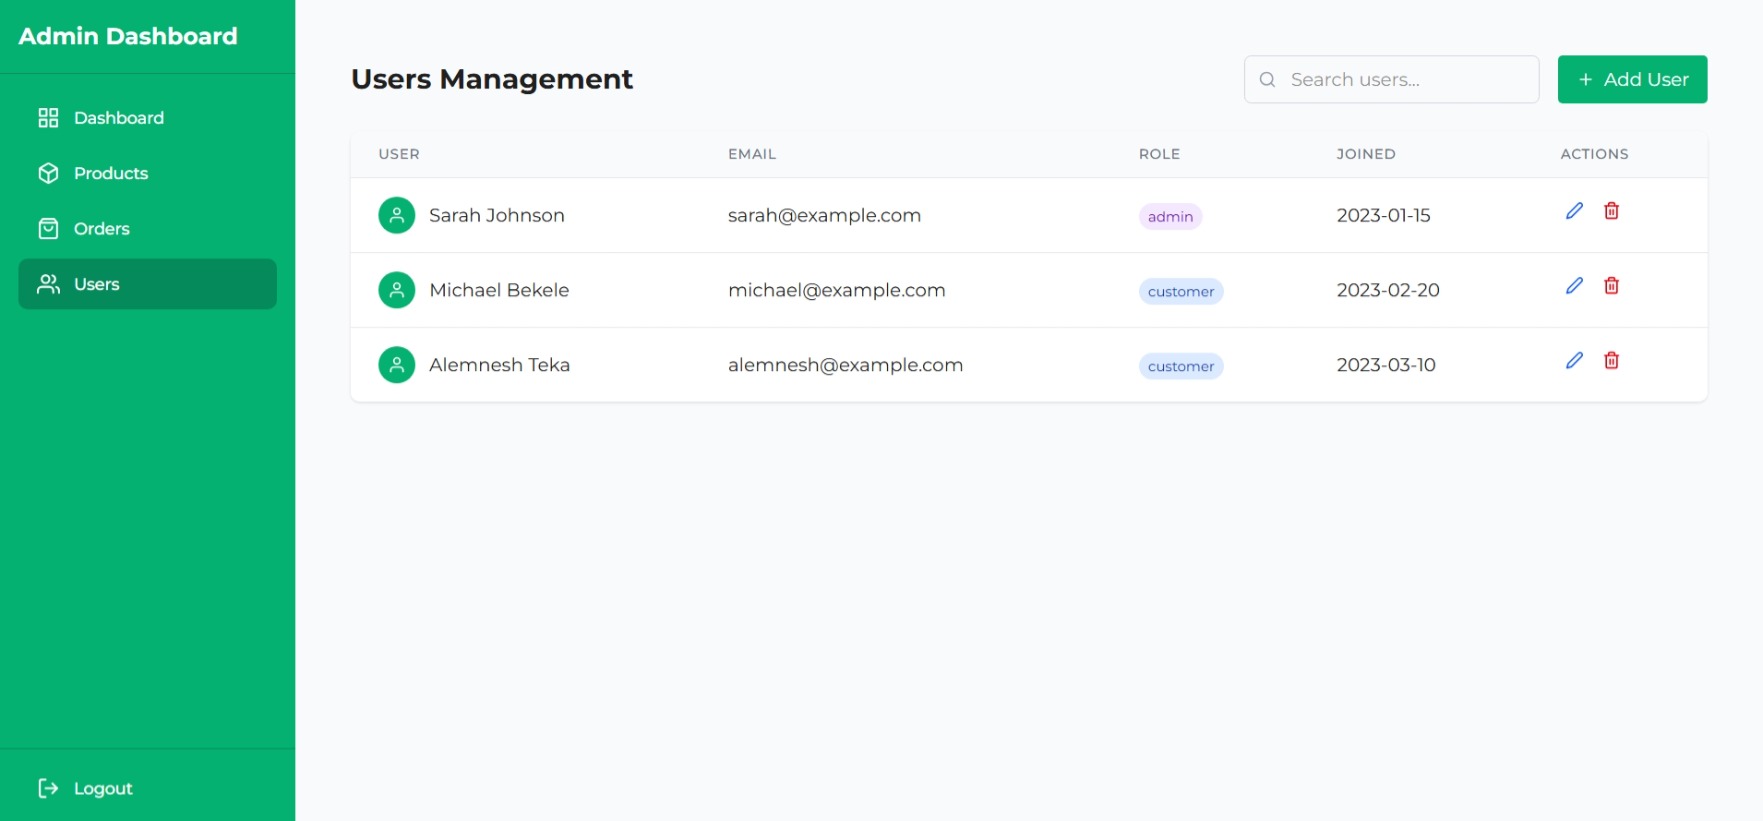 Admin Dashboard
Dashboard
Products
Orders
Users
Logout
Users Management
Search users...
+ Add User
USER EMAIL ROLE JOINED ACTIONS
Sarah Johnson sarah@example.com admin 2023-01-15
Michael Bekele michael@example.com customer 2023-02-20
Alemnesh Teka alemnesh@example.com customer 2023-03-10